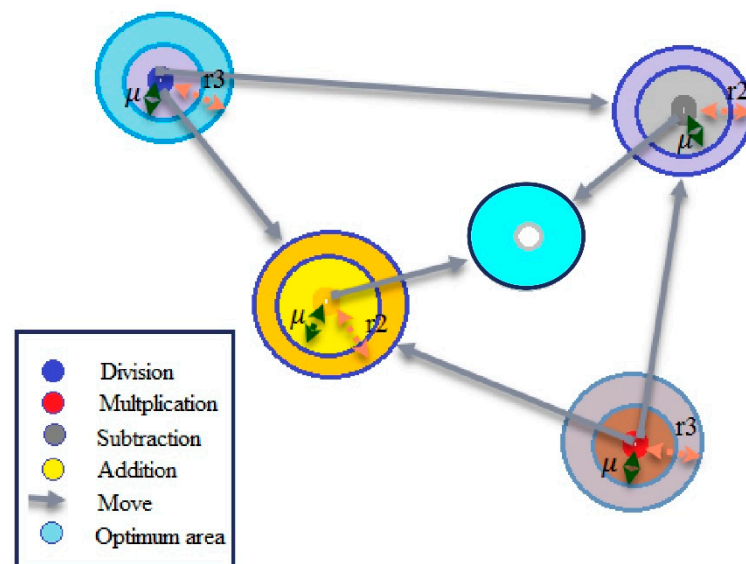 r3
μ
r2
μ
μ
r2
r3
μ
Division
Multplication
Subtraction
Addition
Move
Optimum area